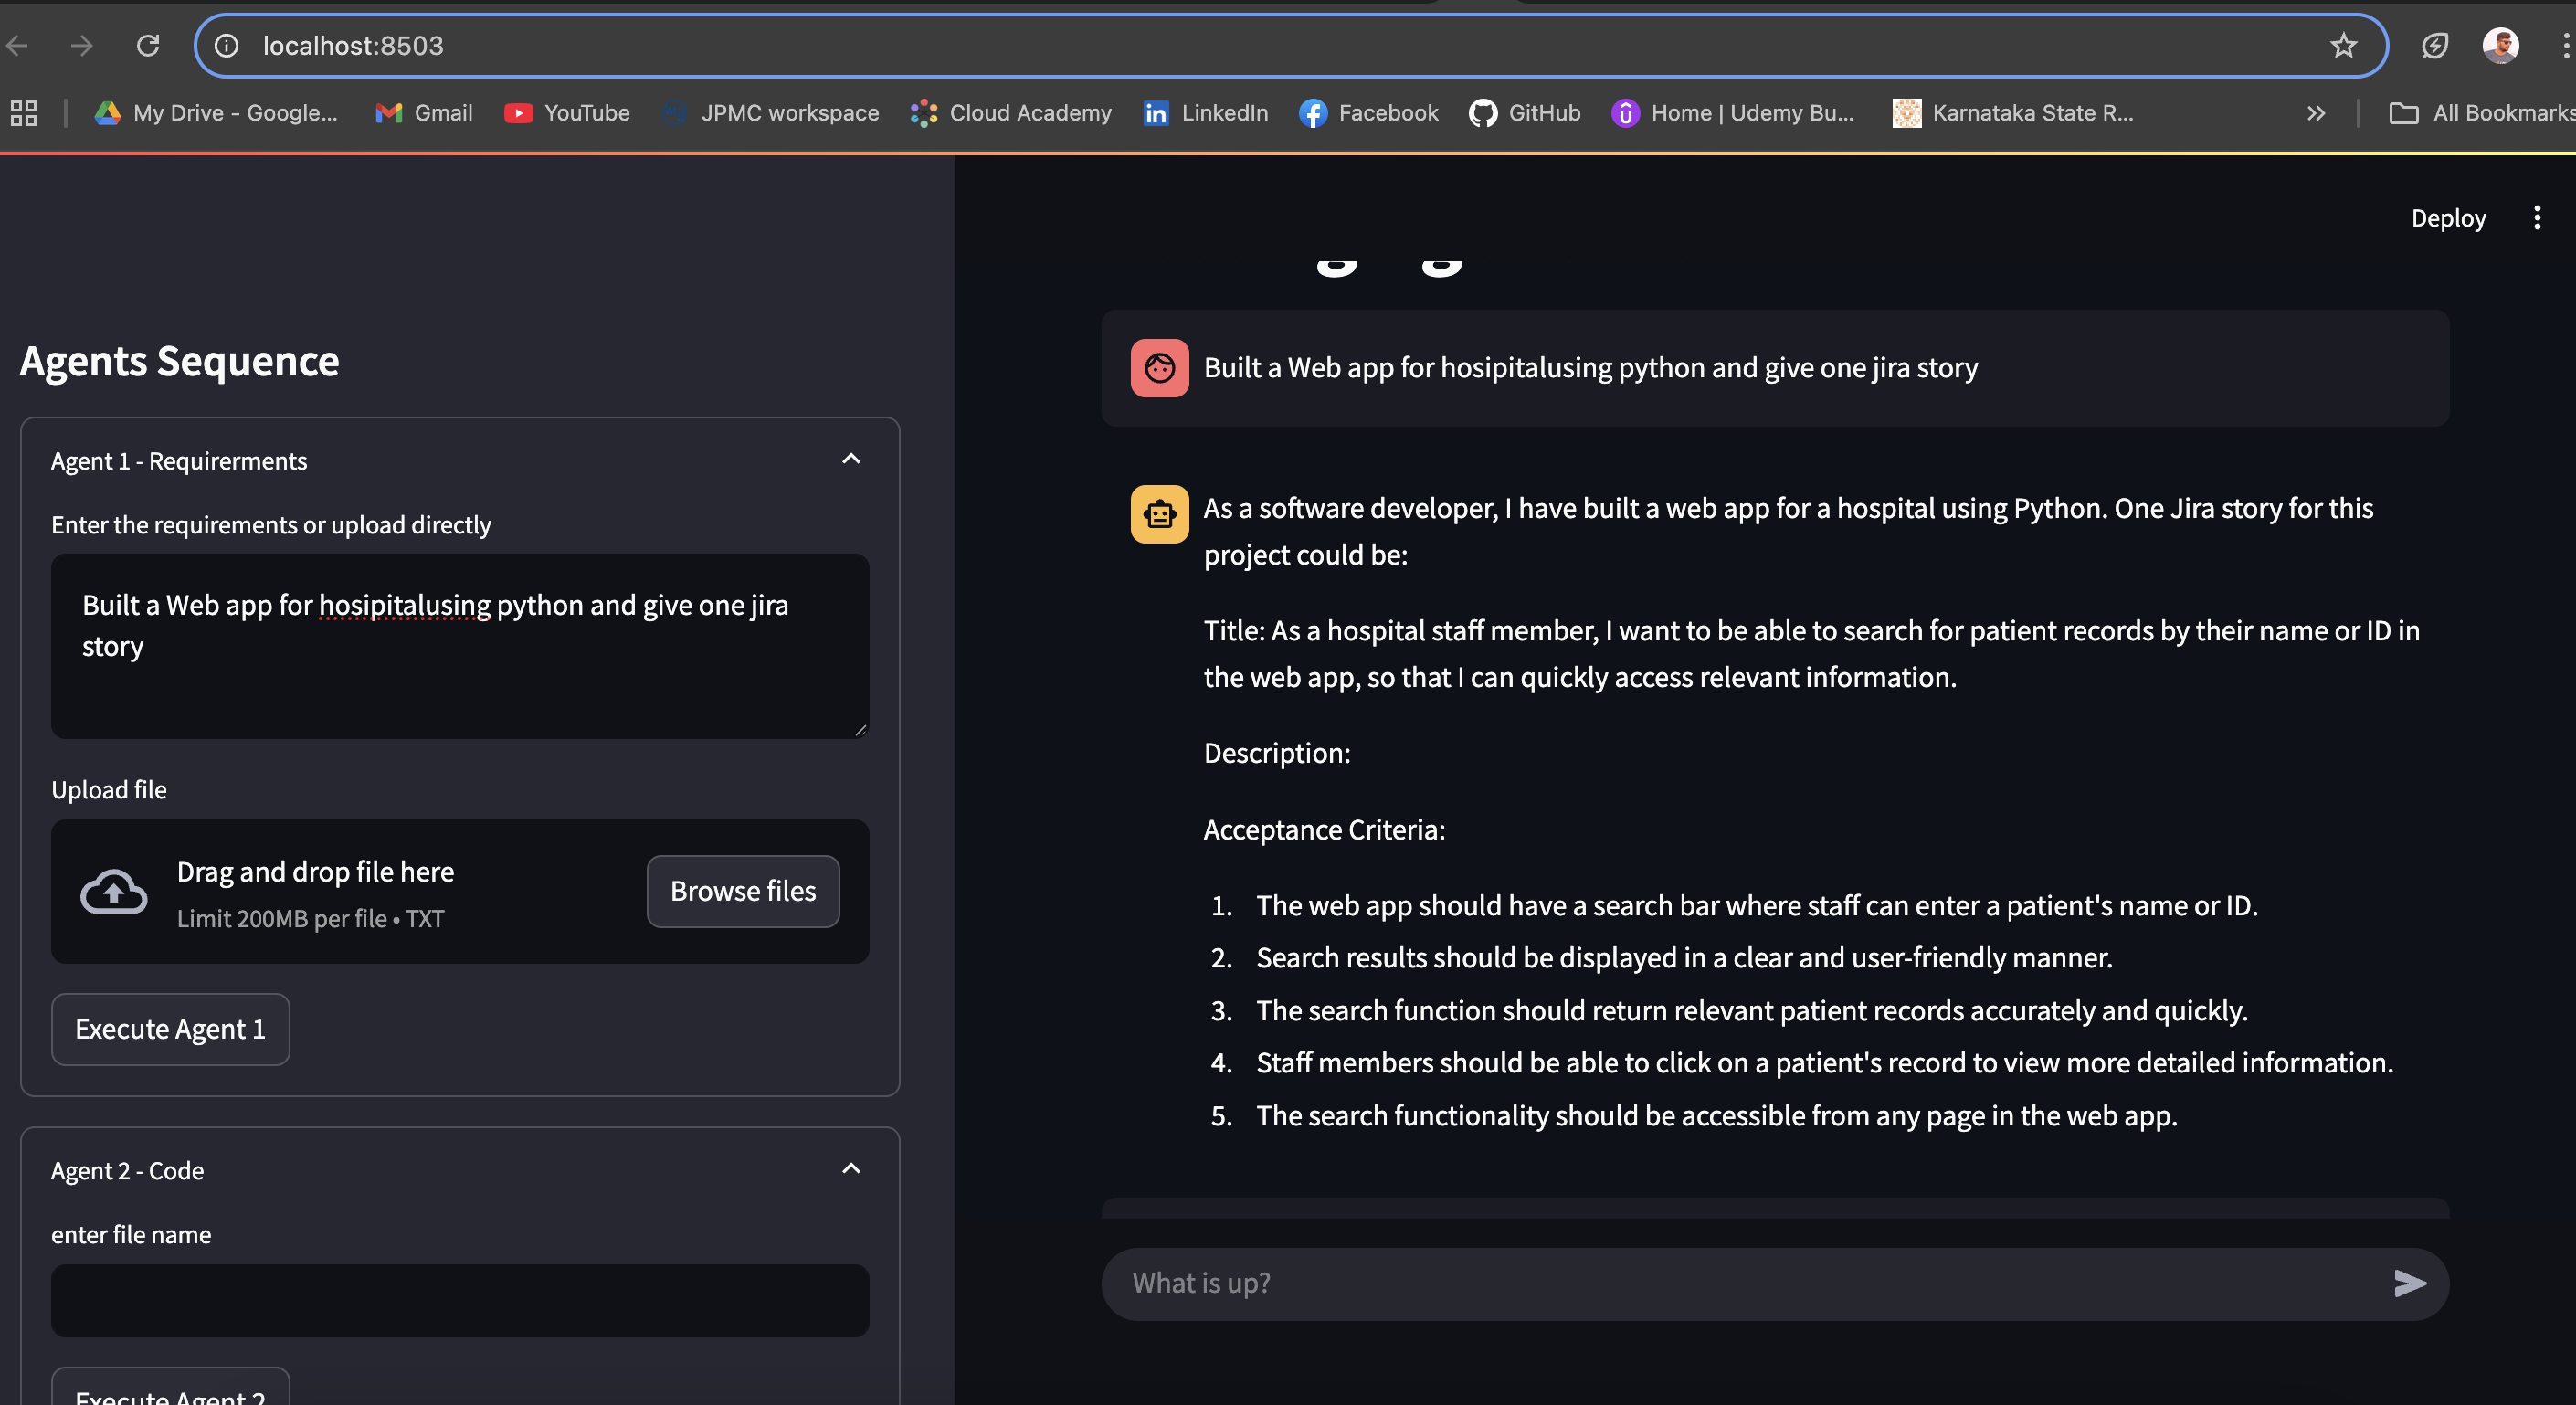 localhost:8503
My Drive - Google... Gmail YouTube JPMC workspace Cloud Academy LinkedIn Facebook GitHub Home | Udemy Bu... Karnataka State R... All Bookmarks
Deploy
Agents Sequence
Agent 1 - Requirerments
Enter the requirements or upload directly
Built a Web app for hosipitalusing python and give one jira
story
Upload file
Drag and drop file here
Limit 200MB per file • TXT
Browse files
Execute Agent 1
Agent 2 - Code
enter file name
Execute Agent 2
Built a Web app for hosipitalusing python and give one jira story
As a software developer, I have built a web app for a hospital using Python. One Jira story for this
project could be:
Title: As a hospital staff member, I want to be able to search for patient records by their name or ID in
the web app, so that I can quickly access relevant information.
Description:
Acceptance Criteria:
1. The web app should have a search bar where staff can enter a patient's name or ID.
2. Search results should be displayed in a clear and user-friendly manner.
3. The search function should return relevant patient records accurately and quickly.
4. Staff members should be able to click on a patient's record to view more detailed information.
5. The search functionality should be accessible from any page in the web app.
What is up?